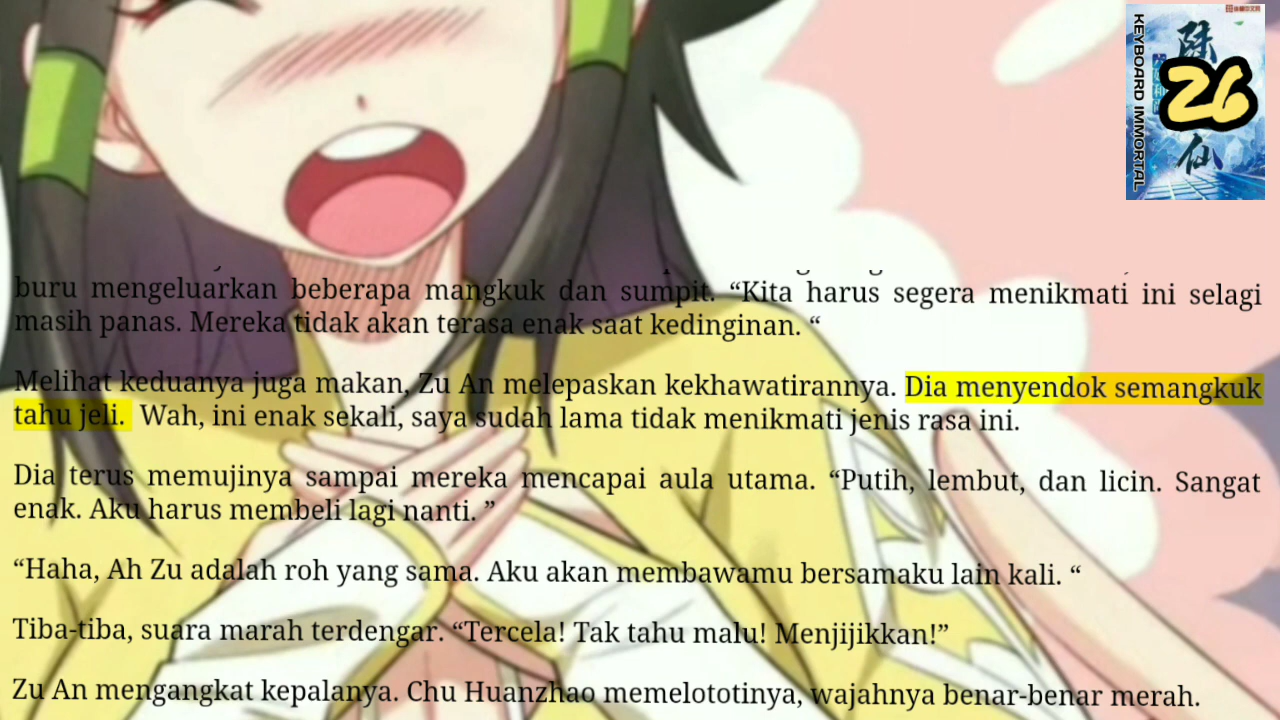 陆
KEYBOARD IMMORTAL
26
仙
buru mengeluarkan beberapa mangkuk dan sumpit. “Kita harus segera menikmati ini selagi
masih panas. Mereka tidak akan terasa enak saat kedinginan. “
Melihat keduanya juga makan, Zu An melepaskan kekhawatirannya. Dia menyendok semangkuk
tahu jeli. Wah, ini enak sekali, saya sudah lama tidak menikmati jenis rasa ini.
Dia terus memujinya sampai mereka mencapai aula utama. “Putih, lembut, dan licin. Sangat
enak. Aku harus membeli lagi nanti. ”
“Haha, Ah Zu adalah roh yang sama. Aku akan membawamu bersamaku lain kali. “
Tiba-tiba, suara marah terdengar. “Tercela! Tak tahu malu! Menjijikkan!”
Zu An mengangkat kepalanya. Chu Huanzhao memelototinya, wajahnya benar-benar merah.